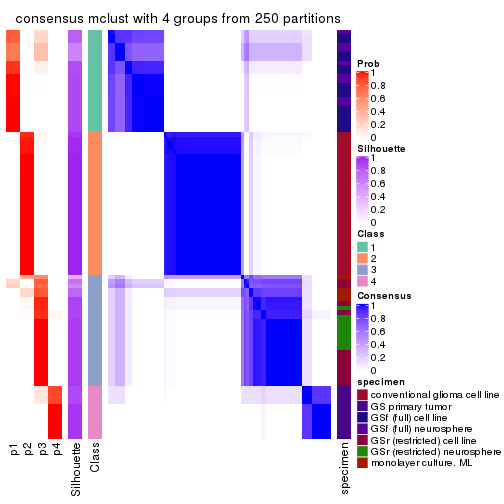 consensus mclust with 4 groups from 250 partitions
Prob
1
0.8
0.6
0.4
0.2
0
Silhouette
1
0.8
0.6
0.4
0.2
0
Class
1
2
3
4
Consensus
1
0.8
0.6
0.4
0.2
0
specimen
conventional glioma cell line
GS primary tumor
GSf (full) cell line
GSf (full) neurosphere
GSr (restricted) cell line
GSr (restricted) neurosphere
monolayer culture. ML
p1
p2
p3
p4
Silhouette
Class
specimen